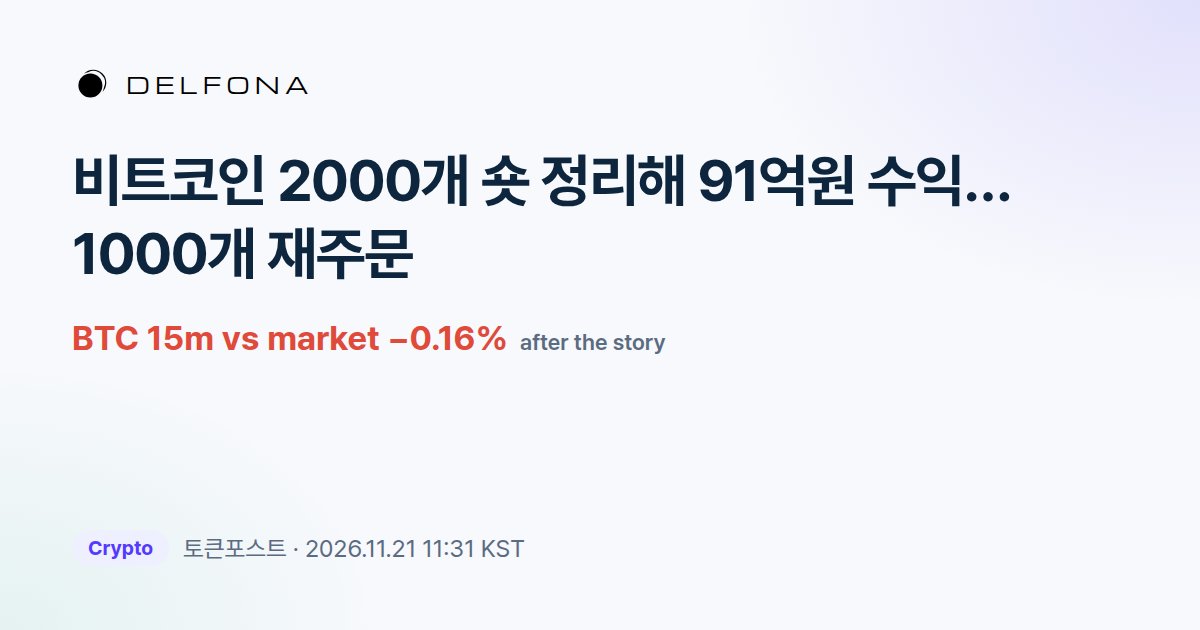 DELFONA
비트코인 2000개 숏 정리해 91억원 수익…
1000개 재주문
BTC 15m vs market −0.16% after the story
Crypto 토큰포스트 · 2026.11.21 11:31 KST